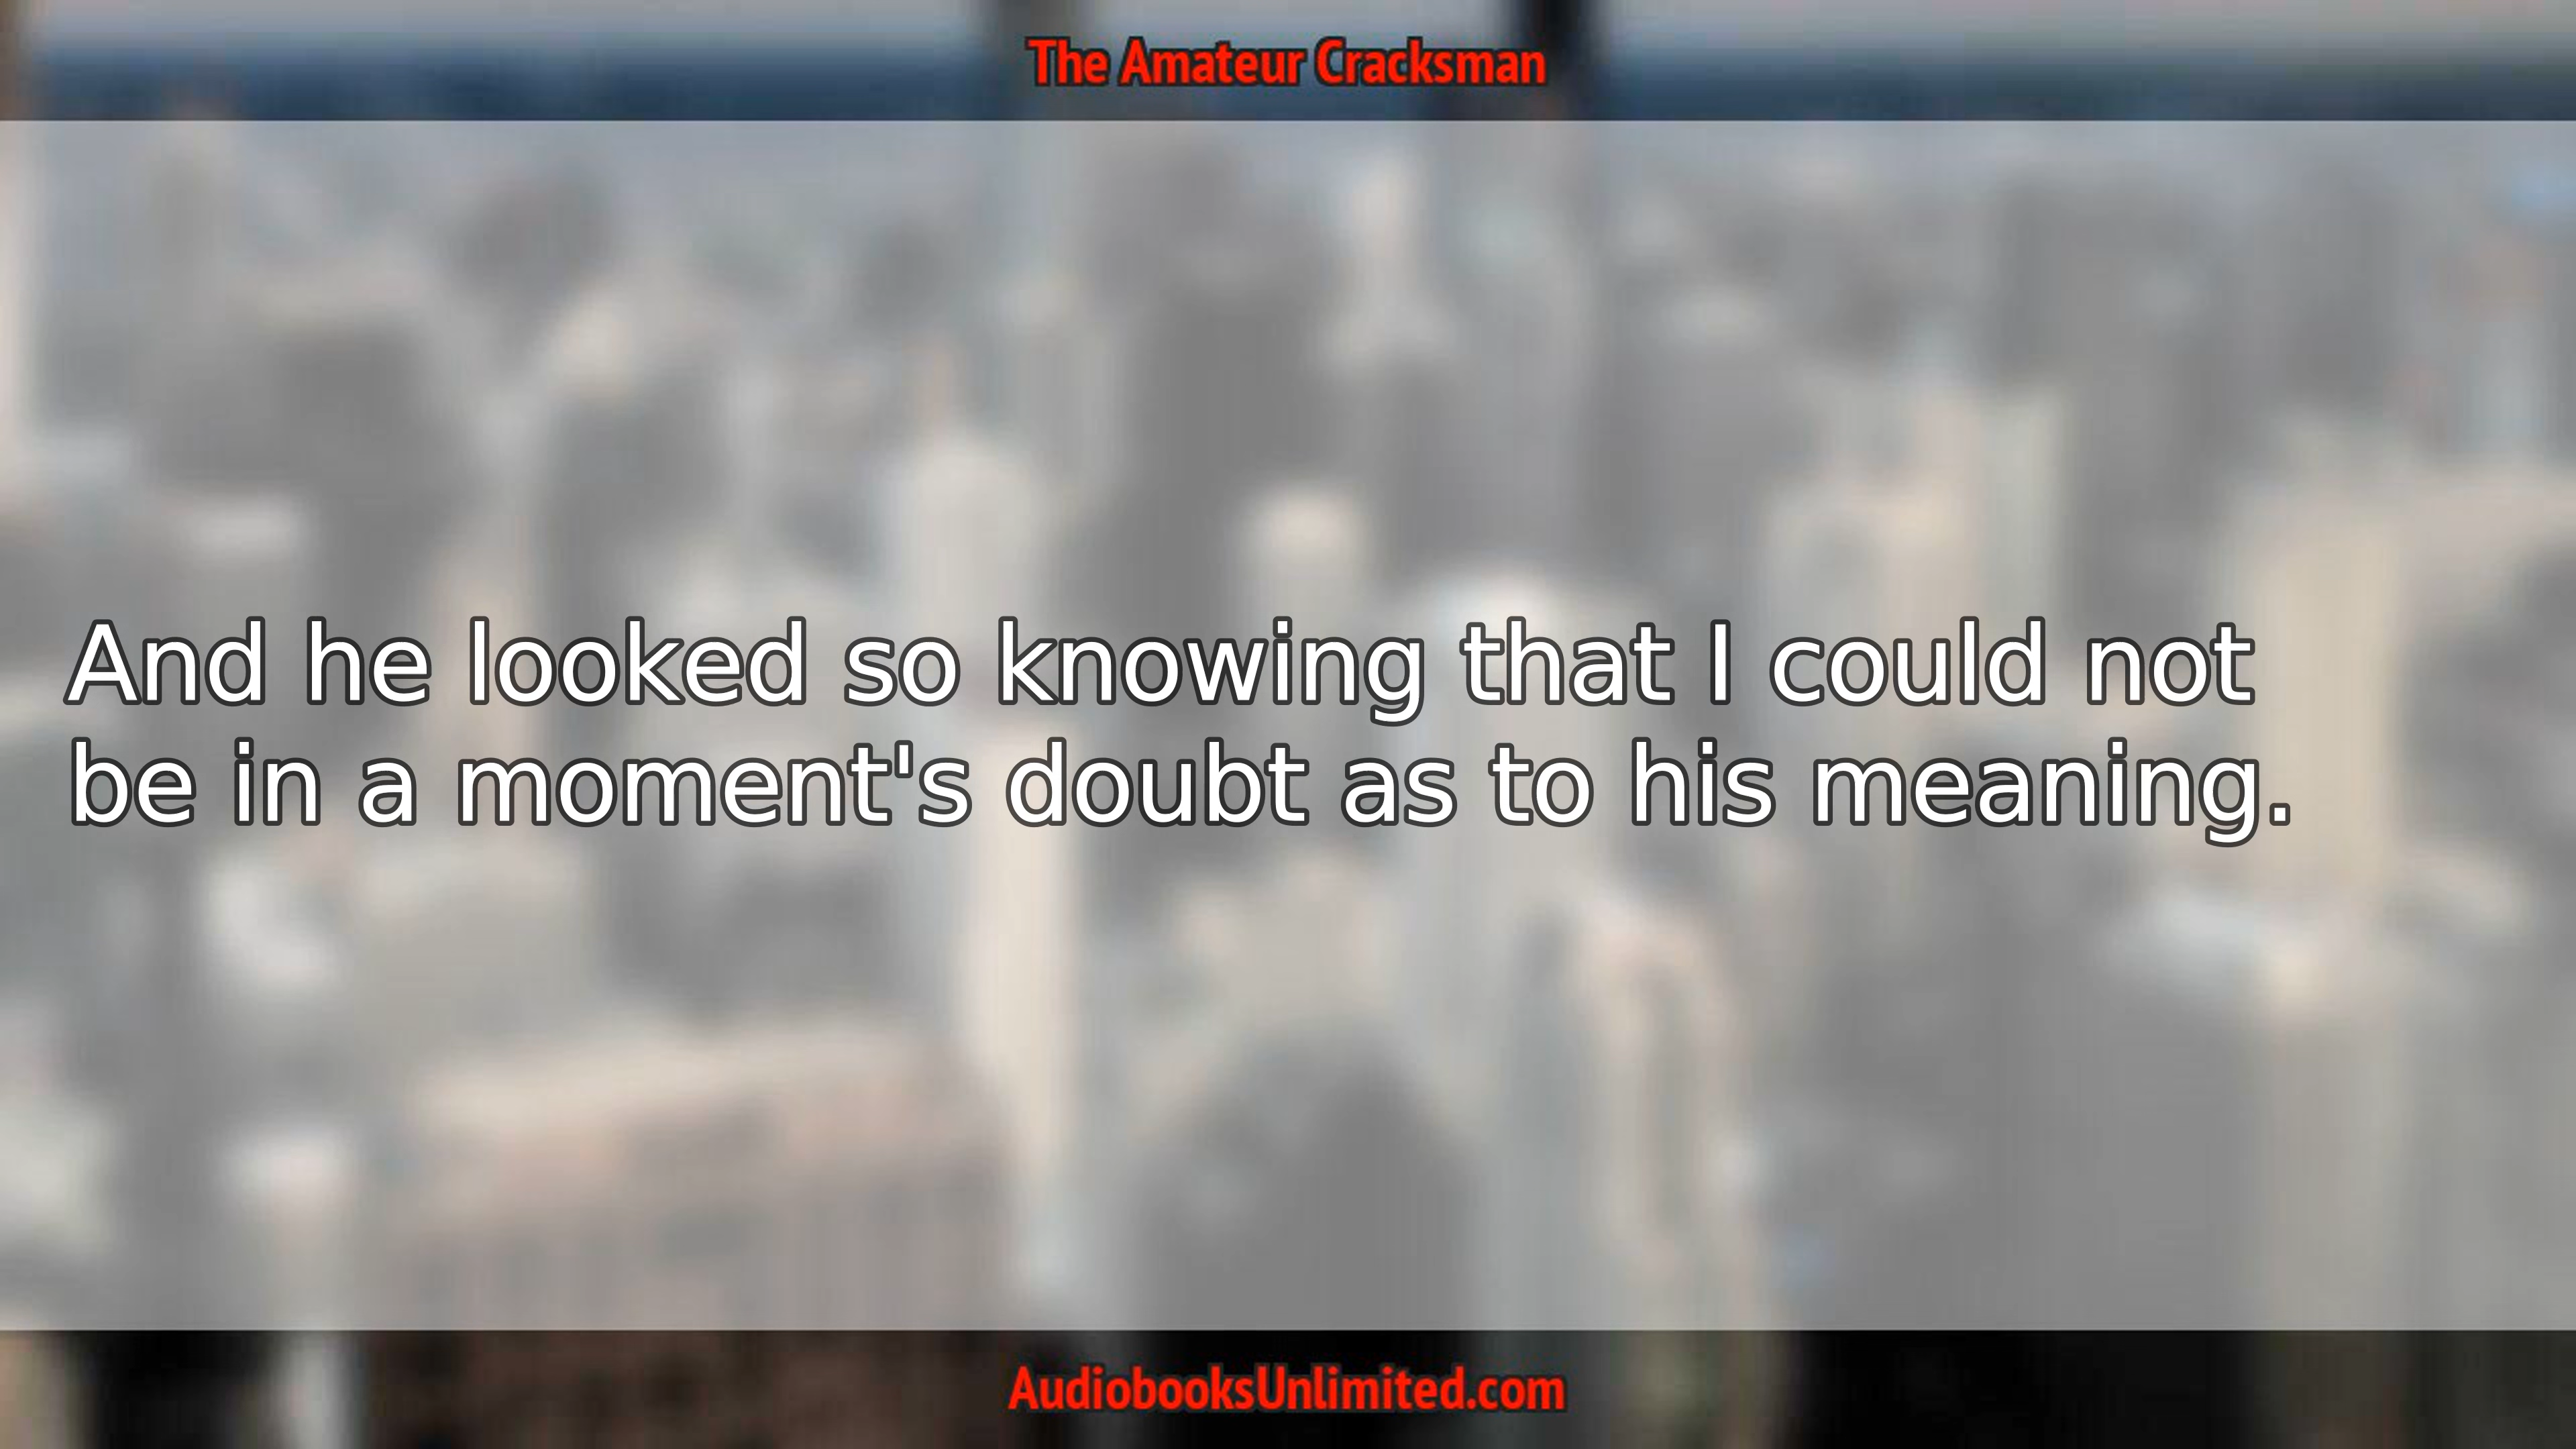 The Amateur Cracksman
And he looked so knowing that I could not
be in a moment's doubt as to his meaning.
AudiobooksUnlimited.com